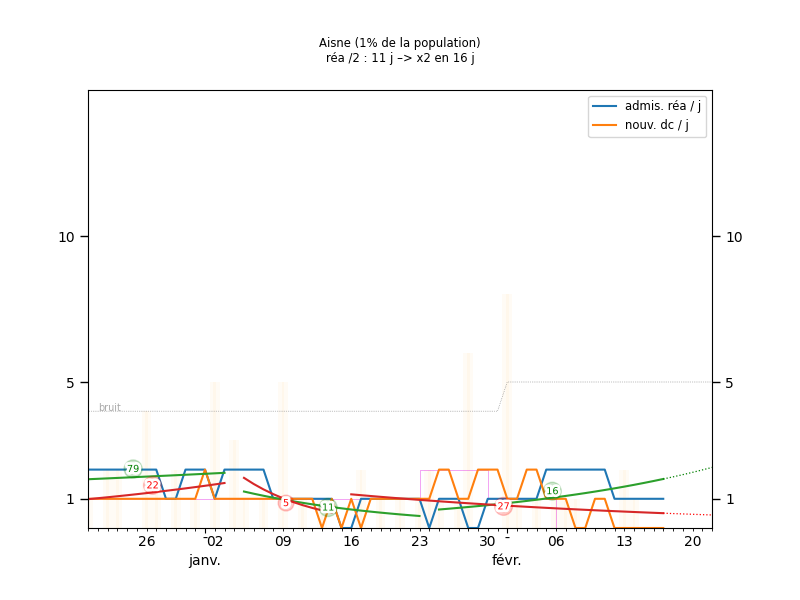 Aisne (1% de la population)
réa /2 : 11 j –> x2 en 16 j
admis. réa / j
nouv. dc / j
10 10
5 5
bruit
79
22
16
5
11
27
1 1
26 02 09 16 23 30 06 13 20
janv. févr.